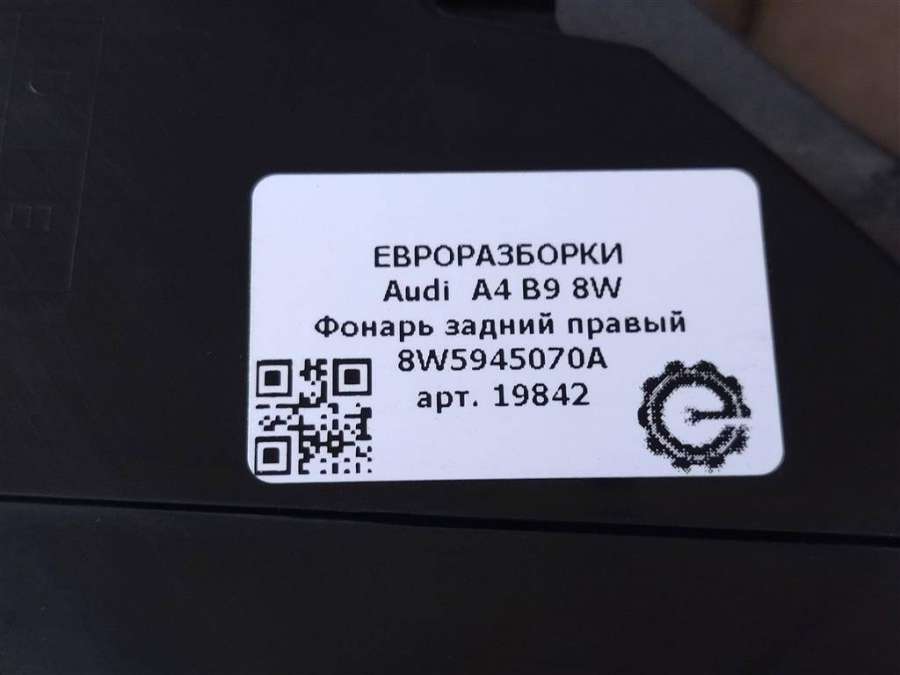 ЕВРОРАЗБОРКИ
Audi A4 B9 8W
Фонарь задний правый
8W5945070A
арт. 19842